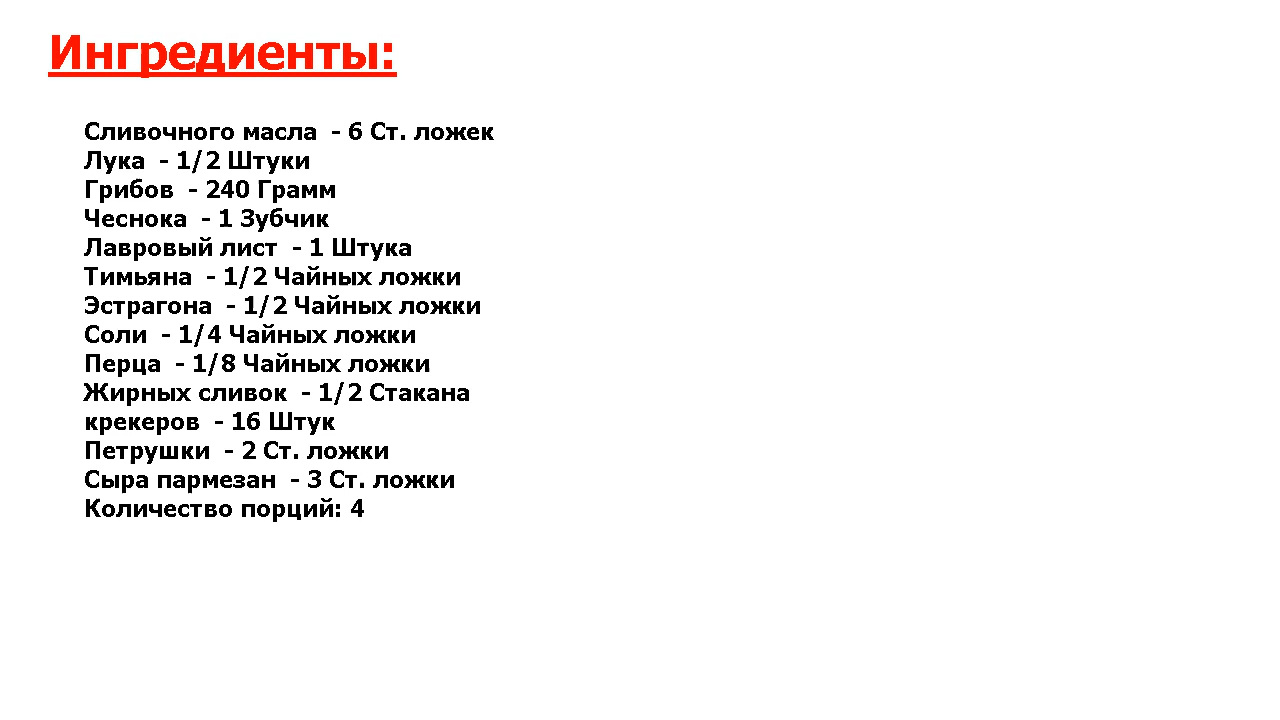 Ингредиенты:
Сливочного масла  - 6 Ст. ложек
Лука  - 1/2 Штуки
Грибов  - 240 Грамм
Чеснока  - 1 Зубчик
Лавровый лист  - 1 Штука
Тимьяна  - 1/2 Чайных ложки
Эстрагона  - 1/2 Чайных ложки
Соли  - 1/4 Чайных ложки
Перца  - 1/8 Чайных ложки
Жирных сливок  - 1/2 Стакана
крекеров  - 16 Штук
Петрушки  - 2 Ст. ложки
Сыра пармезан  - 3 Ст. ложки
Количество порций: 4